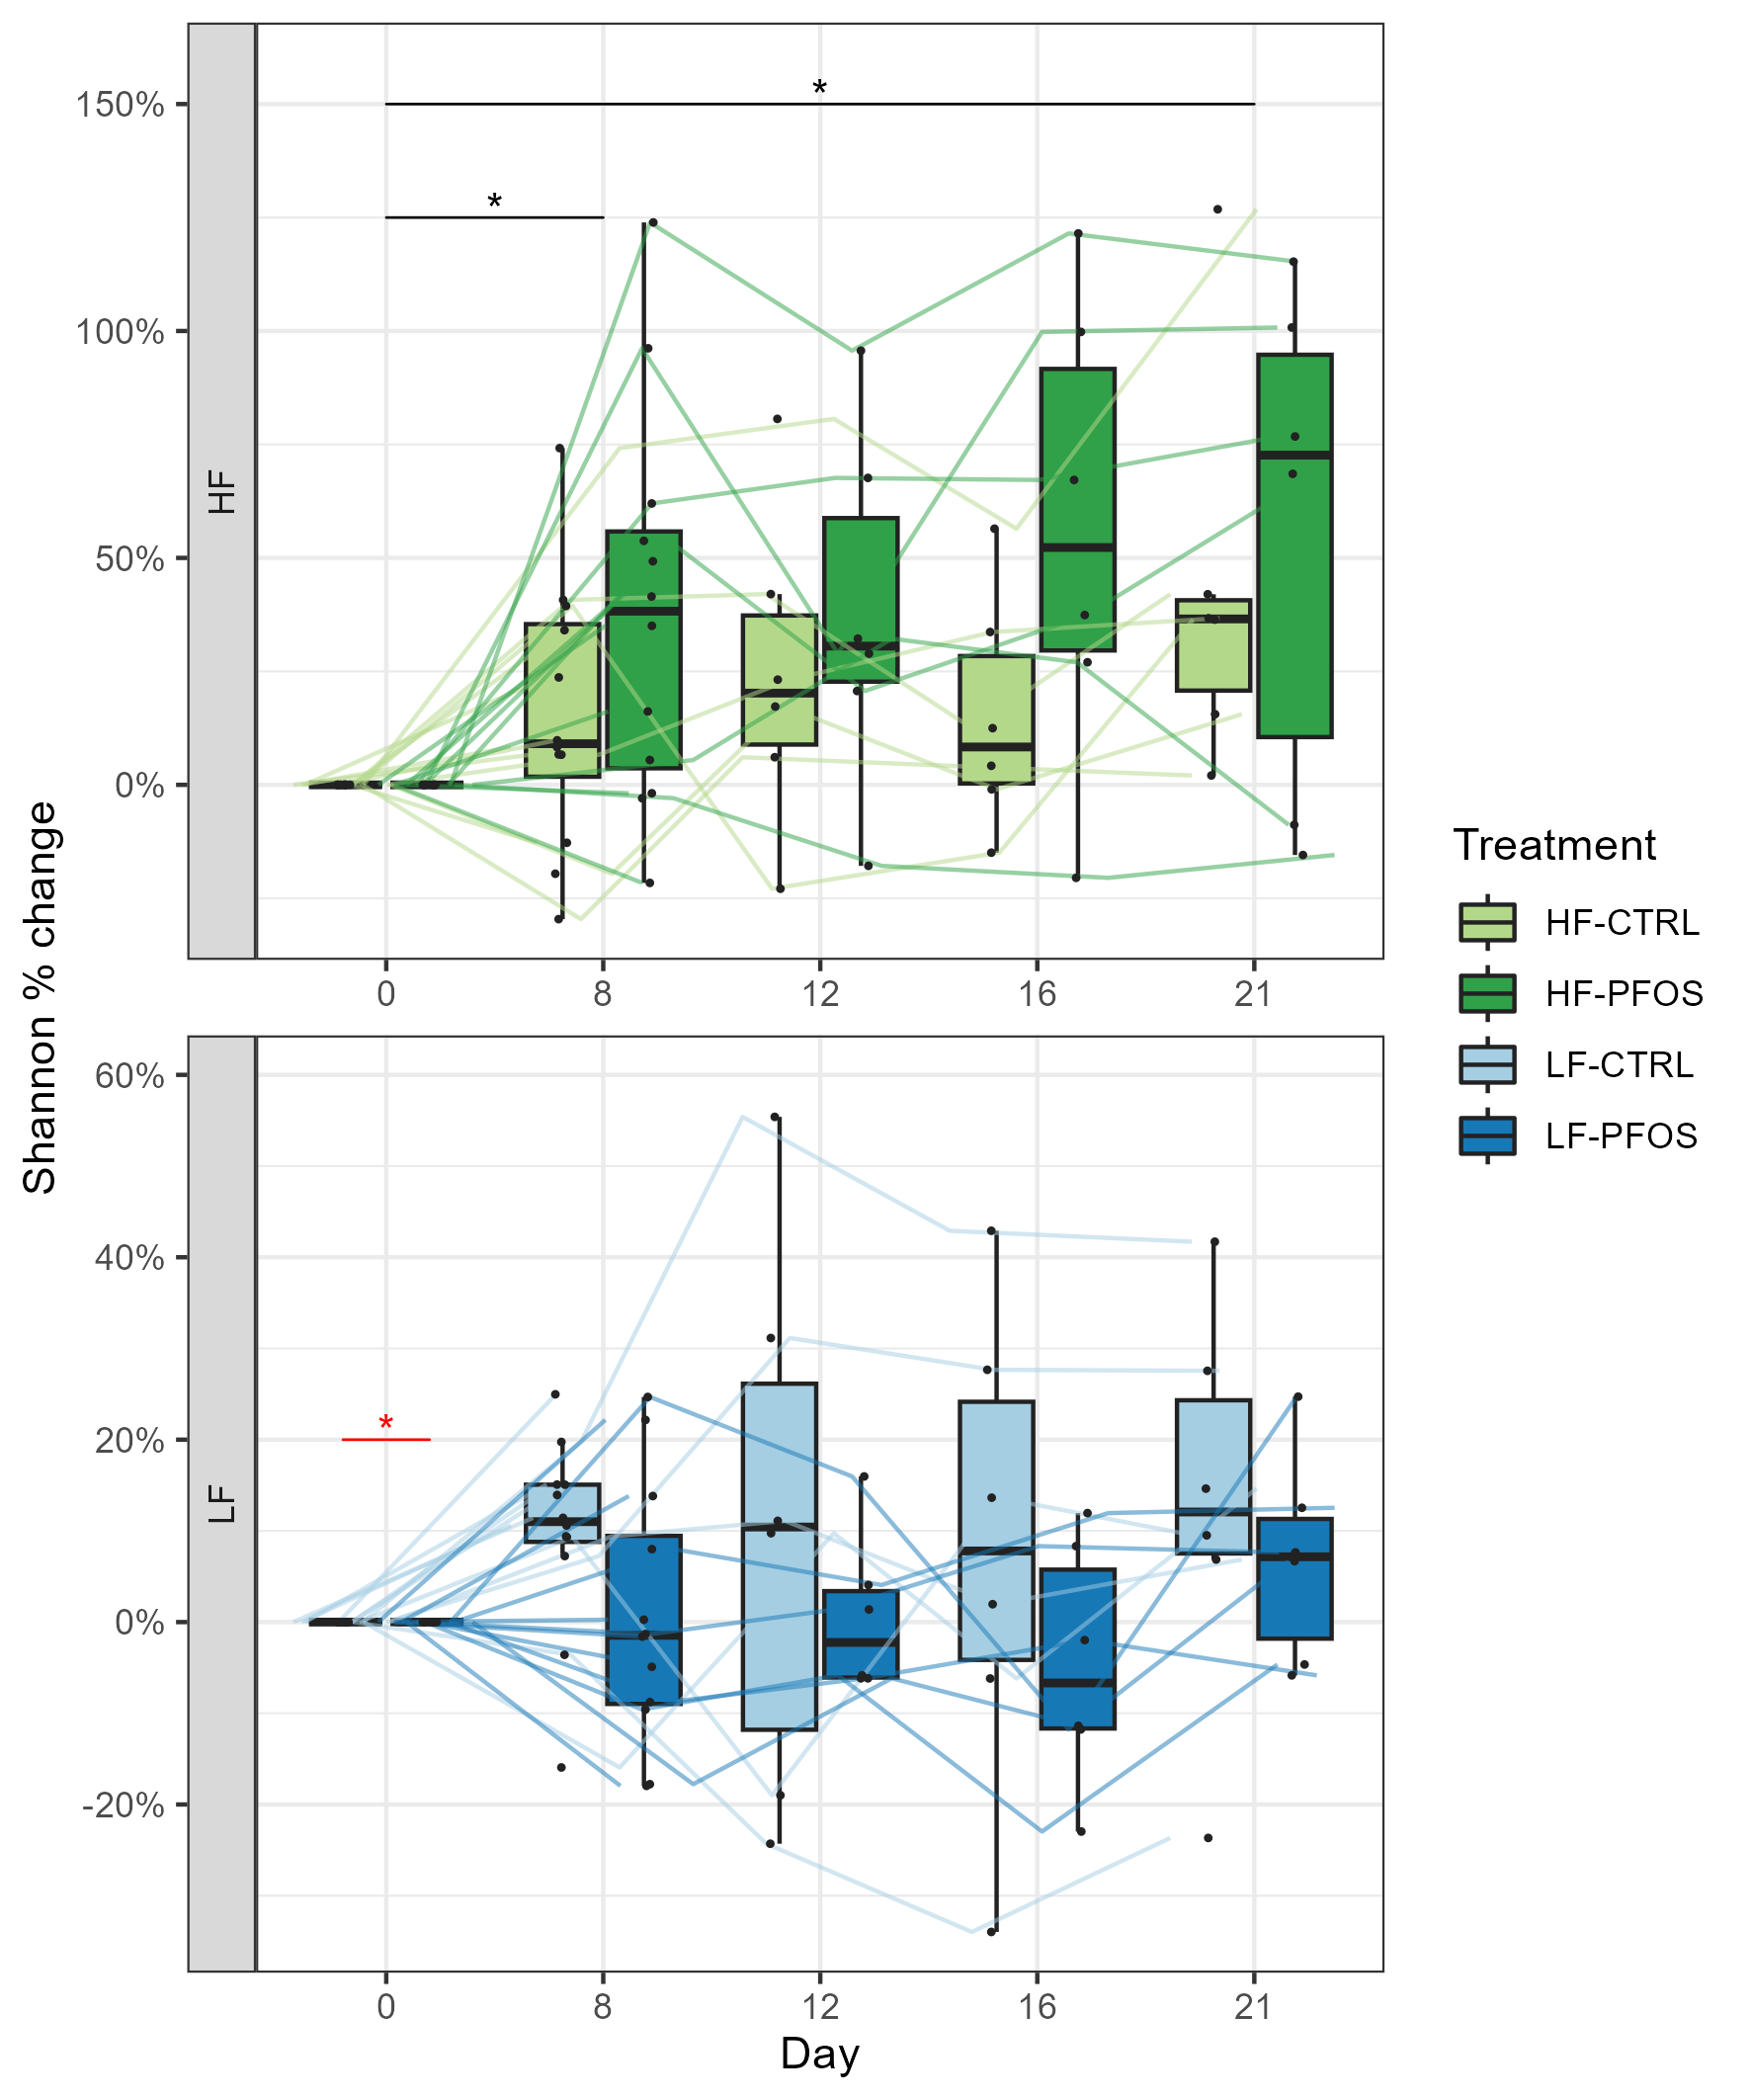 Shannon % change
HF
150%
100%
50%
0%
*
*
0 8 12 16 21
LF
60%
40%
20%
0%
-20%
*
0 8 12 16 21
Day
Treatment
HF-CTRL
HF-PFOS
LF-CTRL
LF-PFOS